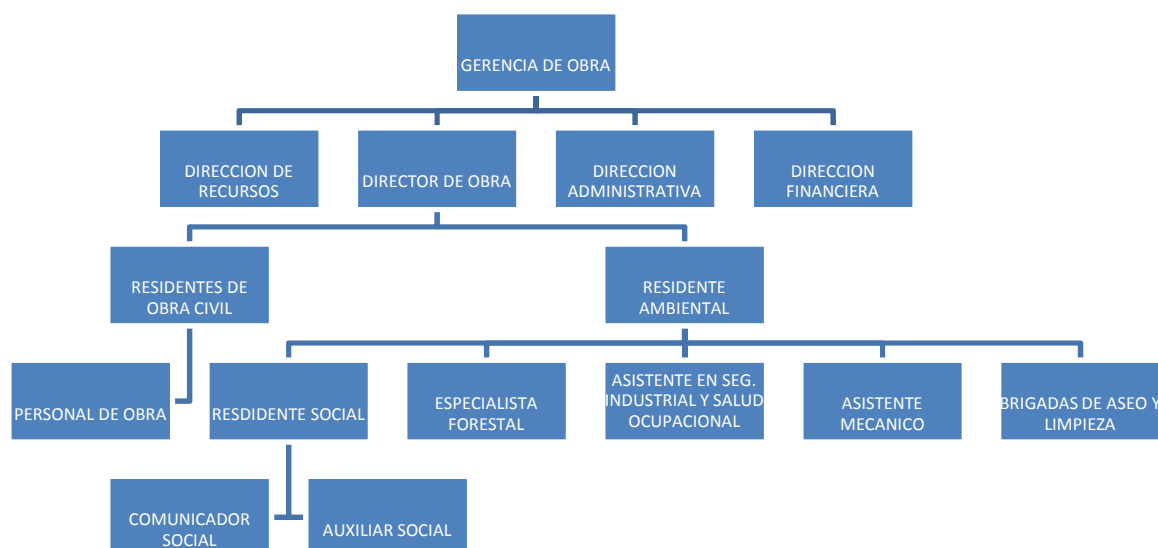 GERENCIA DE OBRA
DIRECCION DE
RECURSOS
DIRECTOR DE OBRA
DIRECCION
ADMINISTRATIVA
DIRECCION
FINANCIERA
RESIDENTES DE
OBRA CIVIL
RESIDENTE
AMBIENTAL
PERSONAL DE OBRA
RESDIDENTE SOCIAL
ESPECIALISTA
FORESTAL
ASISTENTE EN SEG.
INDUSTRIAL Y SALUD
OCUPACIONAL
ASISTENTE
MECANICO
BRIGADAS DE ASEO Y
LIMPIEZA
COMUNICADOR
SOCIAL
AUXILIAR SOCIAL